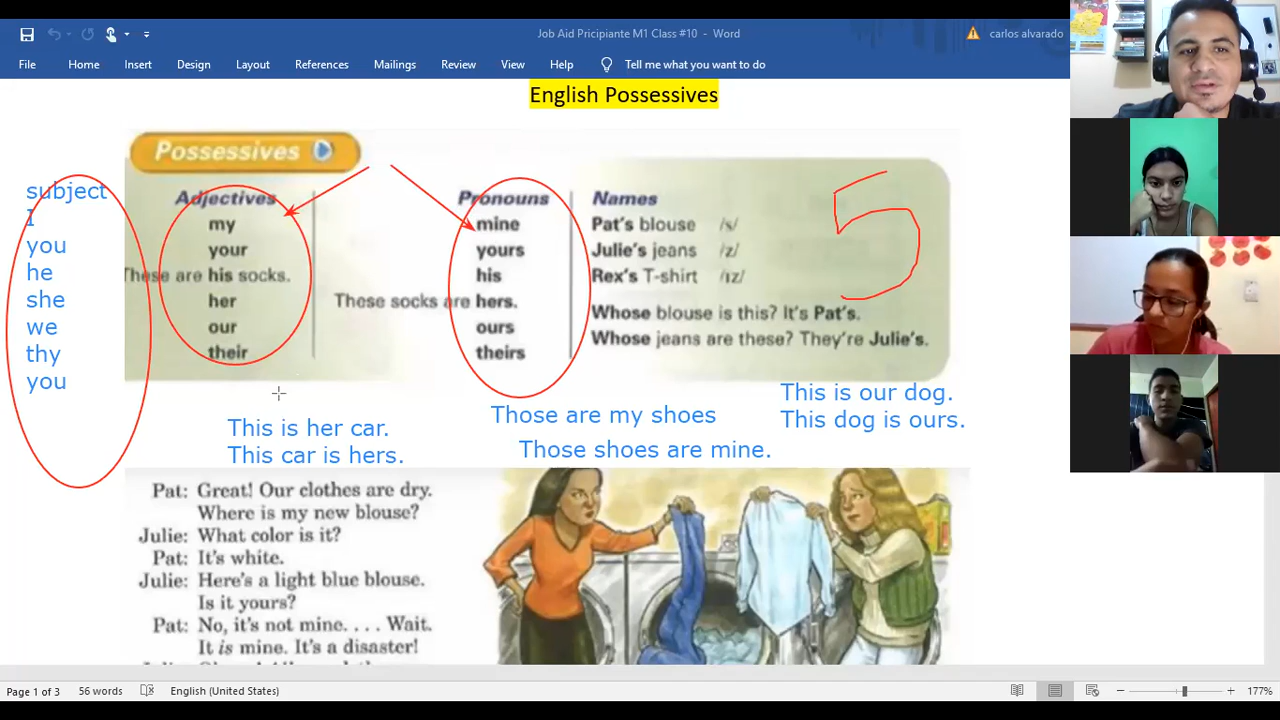 Job Aid Pricipiante M1 Class #10 - Word
carlos alvarado
File Home Insert Design Layout References Mailings Review View Help Tell me what you want to do
English Possessives
Possessives
subject
I
you
he
she
we
thy
you
Adjectives
my
your
These are his socks.
her
our
their
Pronouns
mine
yours
his
These socks are hers.
ours
theirs
Names
Pat's blouse /s/
Julie's jeans /z/
Rex's T-shirt /ɪz/
Whose blouse is this? It's Pat's.
Whose jeans are these? They're Julie's.
5
This is her car.
This car is hers.
Those are my shoes
Those shoes are mine.
This is our dog.
This dog is ours.
Pat: Great! Our clothes are dry.
Where is my new blouse?
Julie: What color is it?
Pat: It's white.
Julie: Here's a light blue blouse.
Is it yours?
Pat: No, it's not mine. . . . Wait.
It is mine. It's a disaster!
Page 1 of 3 56 words English (United States) 177%